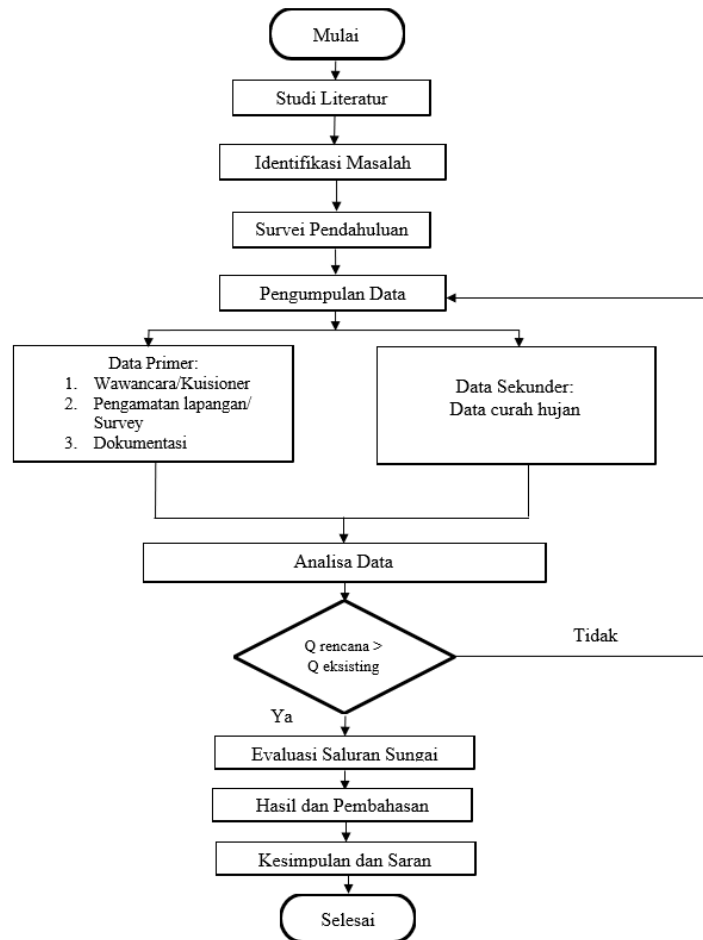 Mulai
Studi Literatur
Identifikasi Masalah
Survei Pendahuluan
Pengumpulan Data
Data Primer:
1. Wawancara/Kuisioner
2. Pengamatan lapangan/
Survey
3. Dokumentasi
Data Sekunder:
Data curah hujan
Analisa Data
Q rencana >
Q eksisting
Tidak
Ya
Evaluasi Saluran Sungai
Hasil dan Pembahasan
Kesimpulan dan Saran
Selesai